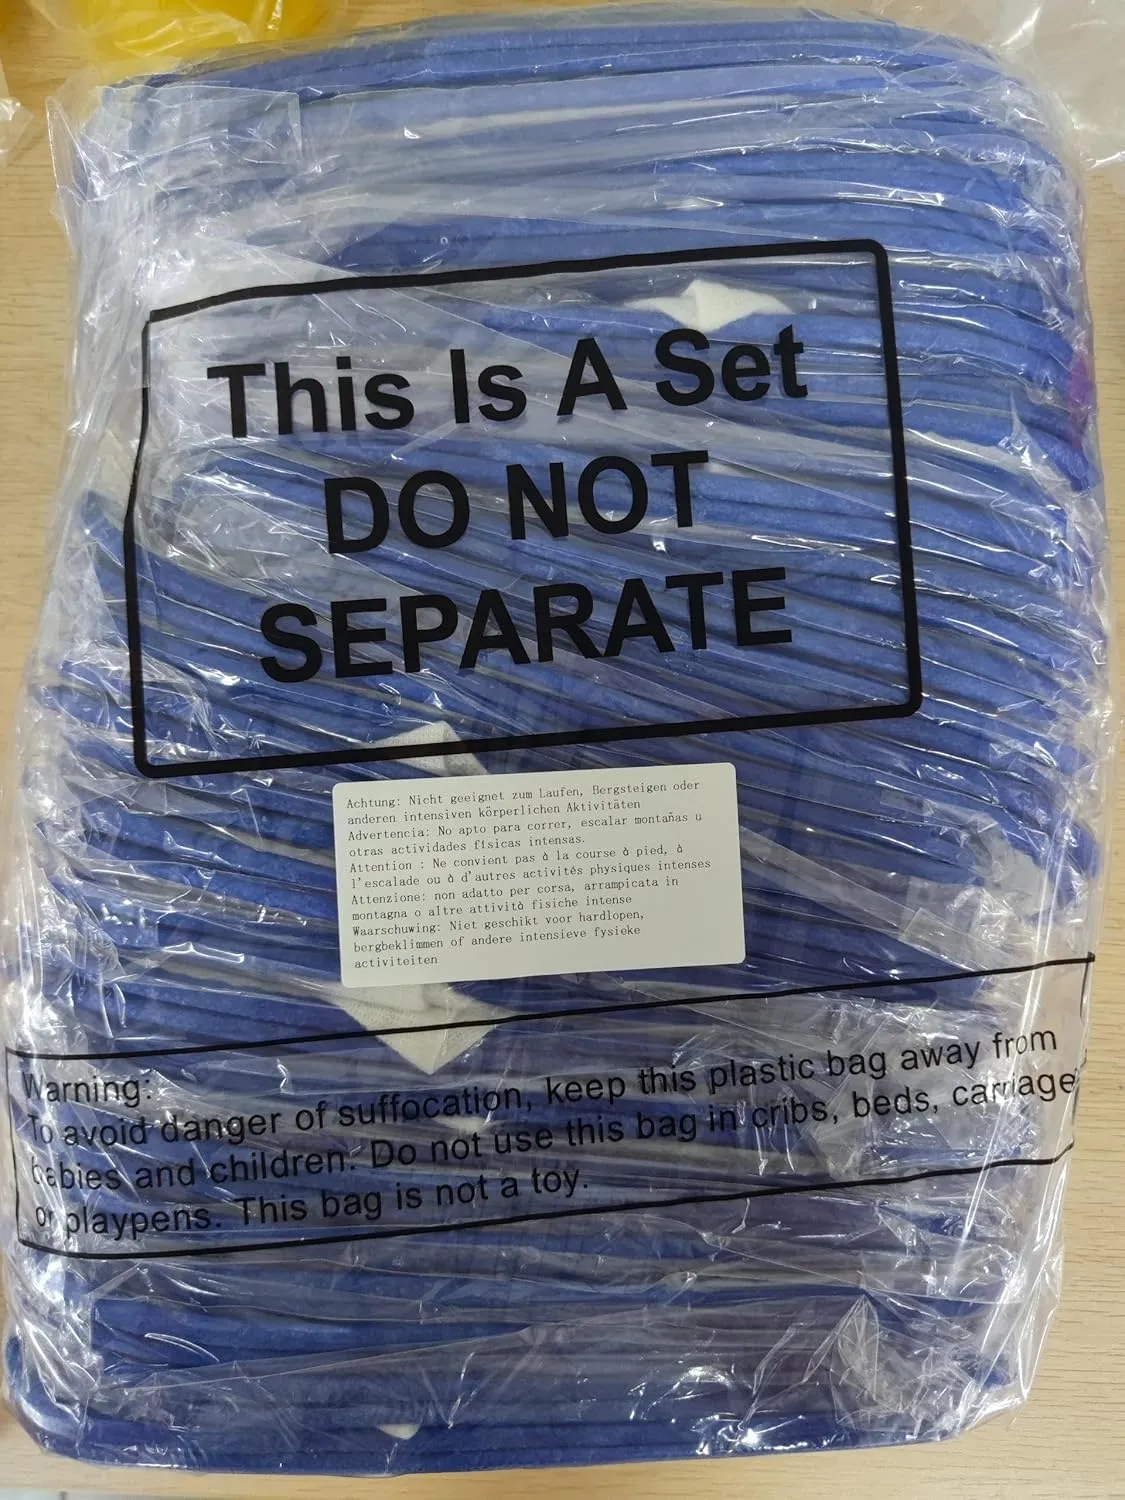 This Is A Set
DO NOT
SEPARATE
Achtung: Nicht geeignet zum Laufen, Bergsteigen oder
anderen intensiven körperlichen Aktivitäten
Advertencia: No apto para correr, escalar montañas u
otras actividades físicas intensas.
Attention : Ne convient pas à la course à pied, à
l'escalade ou à d'autres activités physiques intenses
Attenzione: non adatto per corsa, arrampicata in
montagna o altre attività fisiche intense
Waarschuwing: Niet geschikt voor hardlopen,
bergbeklimmen of andere intensieve fysieke
activiteiten
Warning:
To avoid danger of suffocation, keep this plastic bag away from
babies and children. Do not use this bag in cribs, beds, carriage
or playpens. This bag is not a toy.